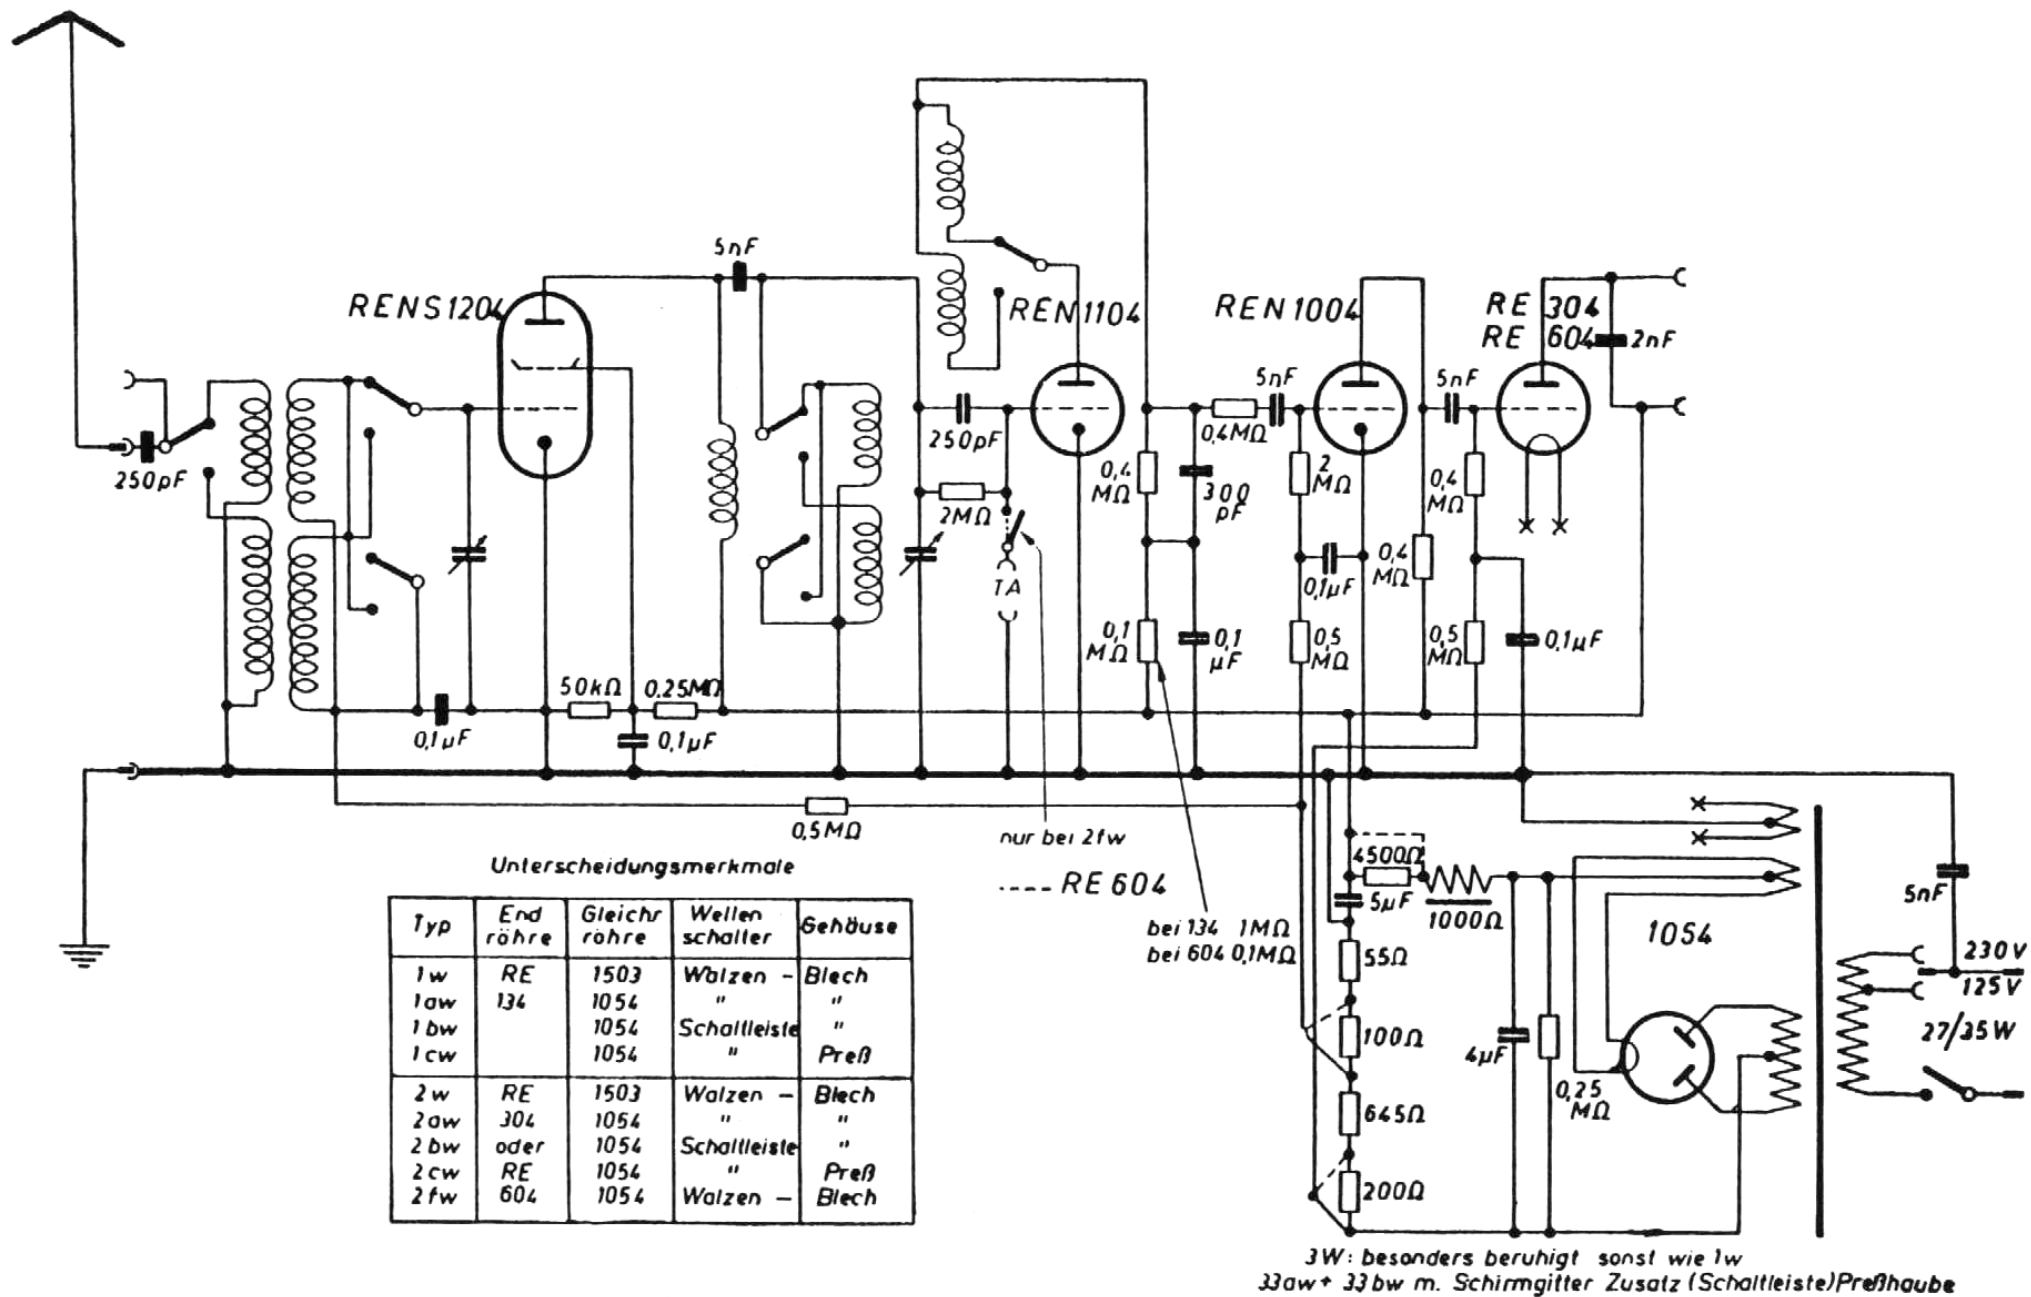 5nF
RENS1204
REN1104
REN1004
RE 304
RE 604
2nF
250pF
250pF
2MΩ
TA
0,4MΩ
5nF
5nF
0,4
MΩ
300
pF
2
MΩ
0,4
MΩ
0,4
MΩ
0,1µF
0,1
MΩ
0,1
µF
0,5
MΩ
0,5
MΩ
0,1µF
50kΩ
0,25MΩ
0,1µF
0,1µF
0,5MΩ
nur bei 2fw
---- RE604
bei 134 1MΩ
bei 604 0,1MΩ
4500Ω
5µF
1000Ω
1054
5nF
230V
125V
27/35W
55Ω
100Ω
645Ω
200Ω
4µF
0,25
MΩ
Unterscheidungsmerkmale
Typ End röhre Gleichr röhre Wellen schalter Gehäuse
1w RE 1503 Walzen - Blech
1aw 134 1054 " "
1bw 1054 Schaltleiste "
1cw 1054 " Preß
2w RE 1503 Walzen - Blech
2aw 304 1054 " "
2bw oder 1054 Schaltleiste "
2cw RE 1054 " Preß
2fw 604 1054 Walzen - Blech
3W: besonders beruhigt sonst wie 1w
33aw + 33bw m. Schirmgitter Zusatz (Schaltleiste) Preßhaube